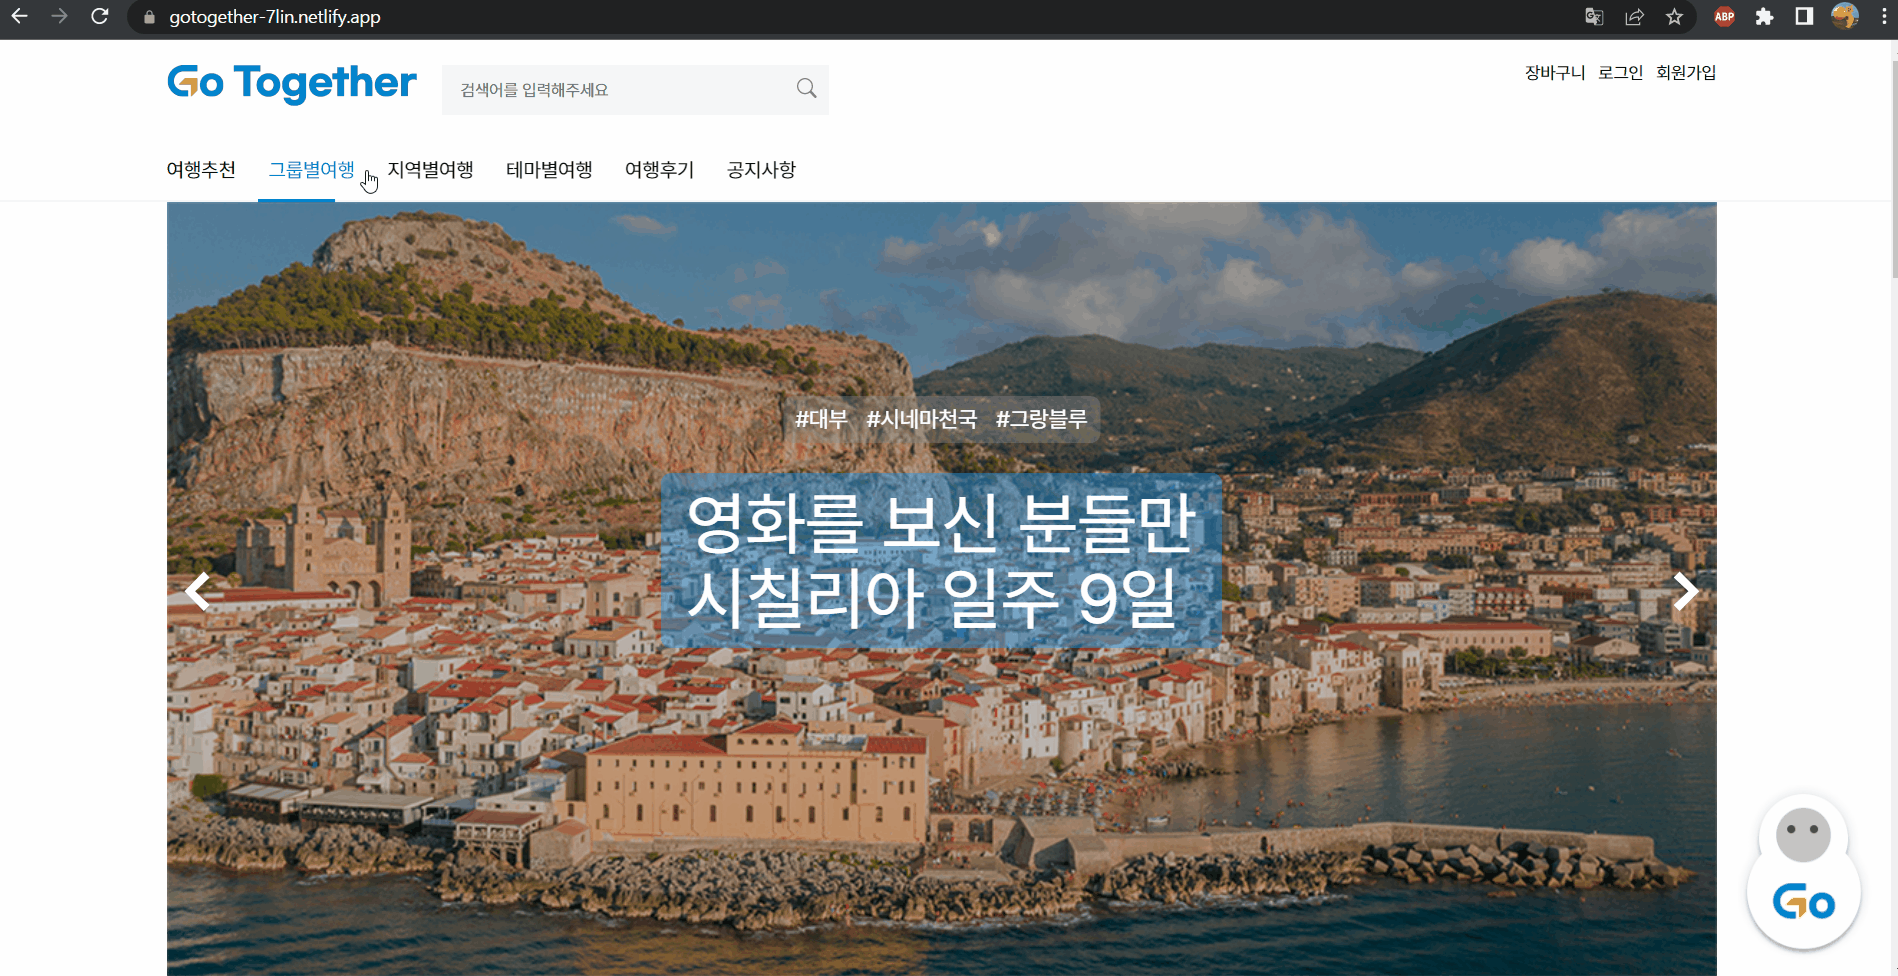 gotogether-7lin.netlify.app
ABP
Go Together
검색어를 입력해주세요
장바구니 로그인 회원가입
여행추천 그룹별여행 지역별여행 테마별여행 여행후기 공지사항
#대부 #시네마천국 #그랑블루
영화를 보신 분들만
시칠리아 일주 9일
Go